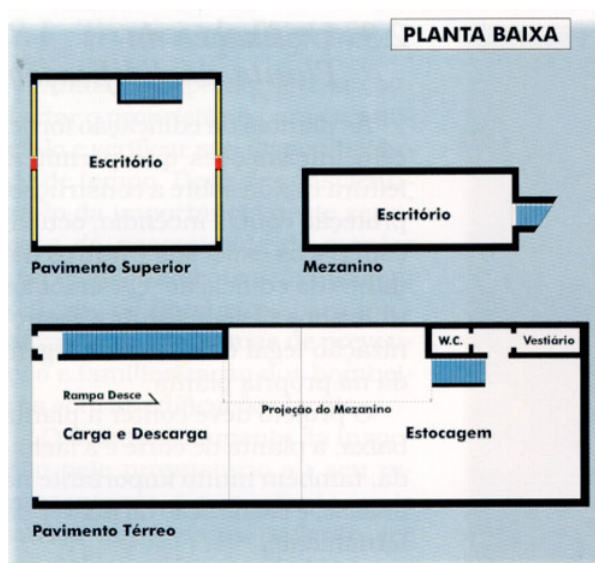 PLANTA BAIXA
Escritório
Pavimento Superior
Escritório
Mezanino
W.C.
Vestiário
Rampa Desce
Projeção do Mezanino
Carga e Descarga
Estocagem
Pavimento Térreo